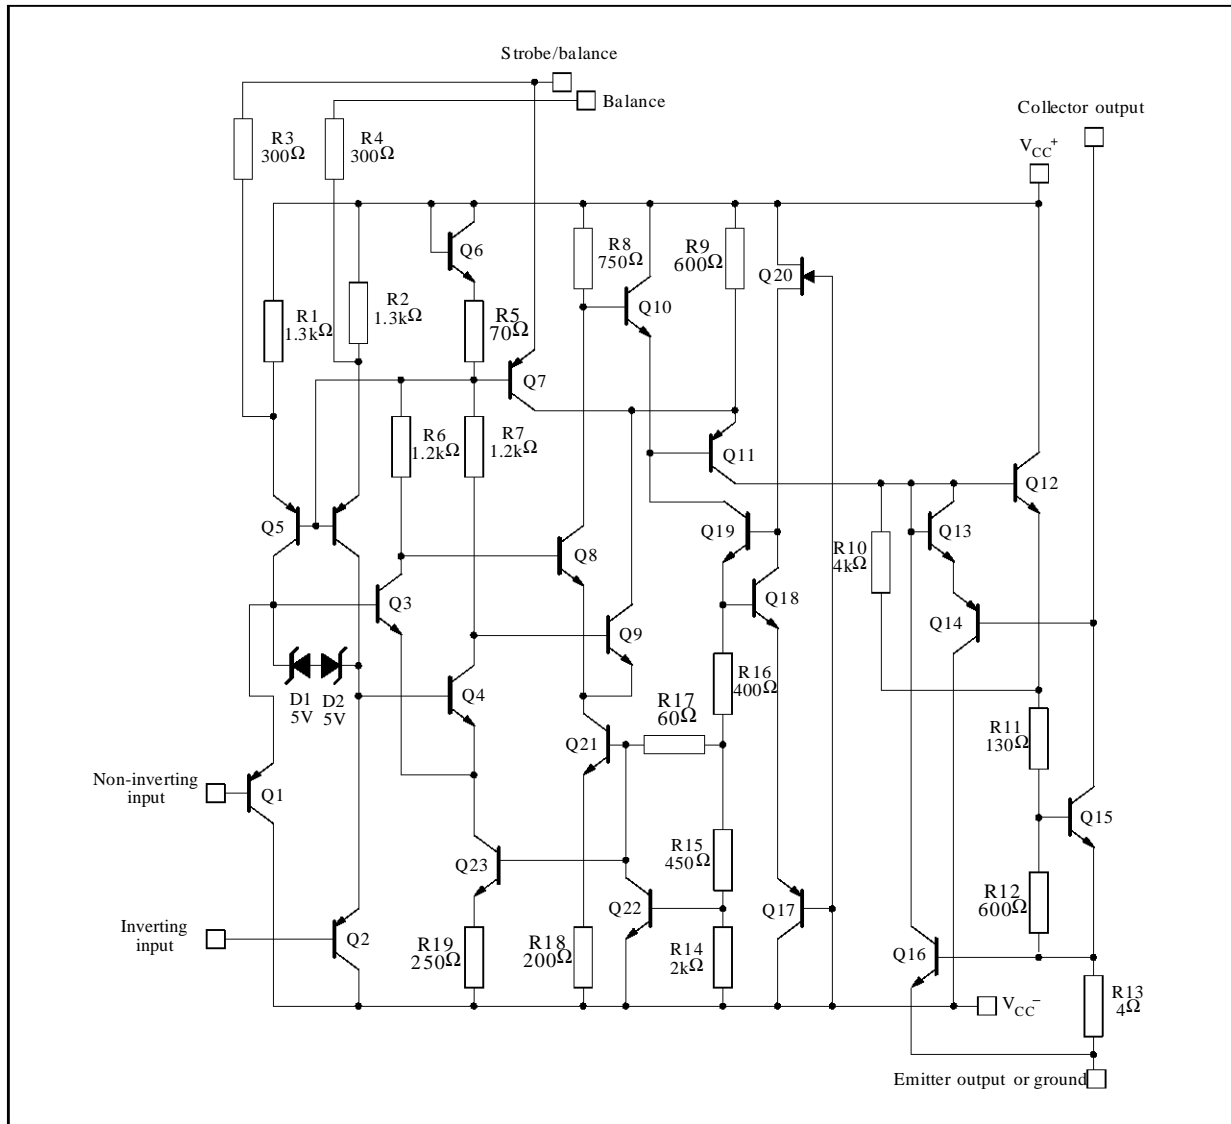 Strobe/balance
Balance
Collector output
VCC+
R3
300Ω
R4
300Ω
Q6
R8
750Ω
R9
600Ω
Q20
Q10
R1
1.3kΩ
R2
1.3kΩ
R5
70Ω
Q7
R6
1.2kΩ
R7
1.2kΩ
Q11
Q12
Q5
Q19
Q13
R10
4kΩ
Q8
Q3
Q18
Q14
Q9
D1
5V
D2
5V
Q4
R16
400Ω
R17
60Ω
R11
130Ω
Q21
Non-inverting
input
Q1
Q15
R15
450Ω
Q23
R12
600Ω
Q22
Q17
Inverting
input
Q2
R19
250Ω
R18
200Ω
R14
2kΩ
Q16
R13
4Ω
VCC−
Emitter output or ground